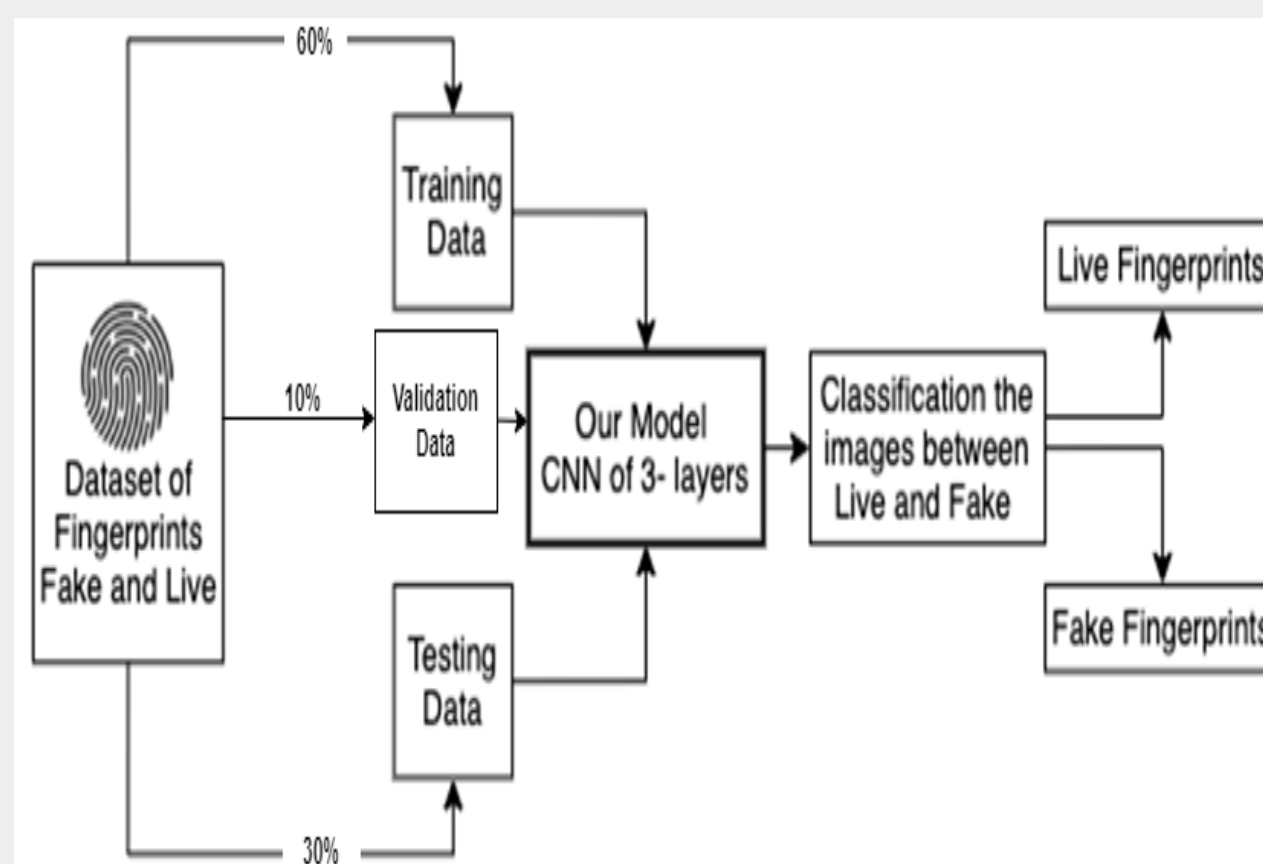 60%
Training
Data
Live Fingerprints
Dataset of
Fingerprints
Fake and Live
10%
Validation
Data
Our Model
CNN of 3- layers
Classification the
images between
Live and Fake
Testing
Data
Fake Fingerprints
30%